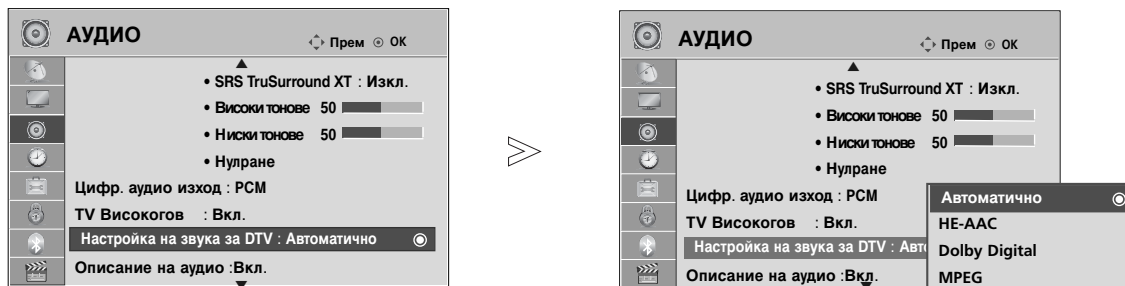 АУДИО
Прем OK
• SRS TruSurround XT : Изкл.
• Високи тонове 50
• Ниски тонове 50
• Нулране
Цифр. аудио изход : PCM
TV Високогов : Вкл.
Настройка на звука за DTV : Автоматично
Описание на аудио :Вкл.
>
АУДИО
Прем OK
• SRS TruSurround XT : Изкл.
• Високи тонове 50
• Ниски тонове 50
• Нулране
Цифр. аудио изход : PCM
TV Високогов : Вкл.
Настройка на звука за DTV : Авто
Описание на аудио :Вкл.
Автоматично
HE-AAC
Dolby Digital
MPEG